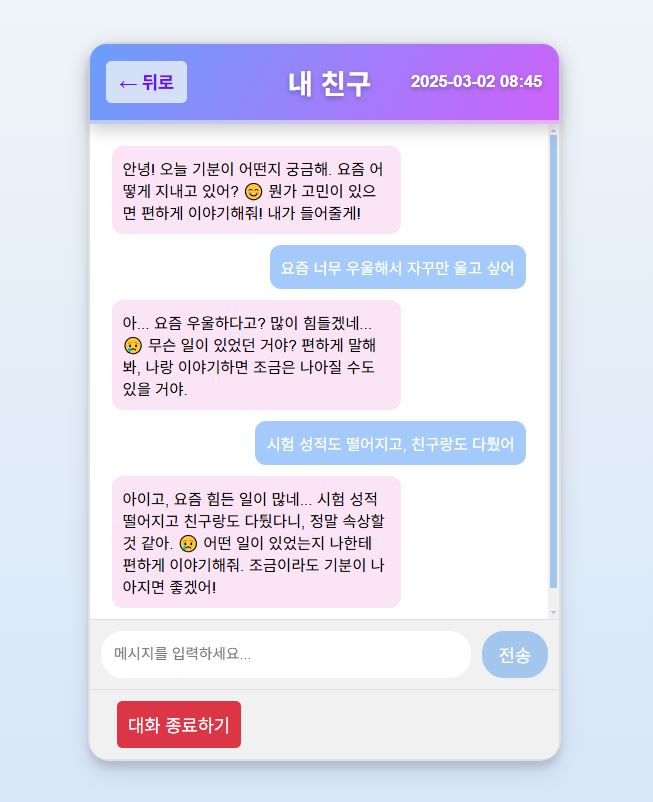 ← 뒤로
내 친구
2025-03-02 08:45
안녕! 오늘 기분이 어떤지 궁금해. 요즘 어
떻게 지내고 있어? 😊 뭔가 고민이 있으
면 편하게 이야기해줘! 내가 들어줄게!
요즘 너무 우울해서 자꾸만 울고 싶어
아... 요즘 우울하다고? 많이 힘들겠네...
😥 무슨 일이 있었던 거야? 편하게 말해
봐, 나랑 이야기하면 조금은 나아질 수도
있을 거야.
시험 성적도 떨어지고, 친구랑도 다퉜어
아이고, 요즘 힘든 일이 많네... 시험 성적
떨어지고 친구랑도 다퉜다니, 정말 속상할
것 같아. 😥 어떤 일이 있었는지 나한테
편하게 이야기해줘. 조금이라도 기분이 나
아지면 좋겠어!
메시지를 입력하세요...
전송
대화 종료하기